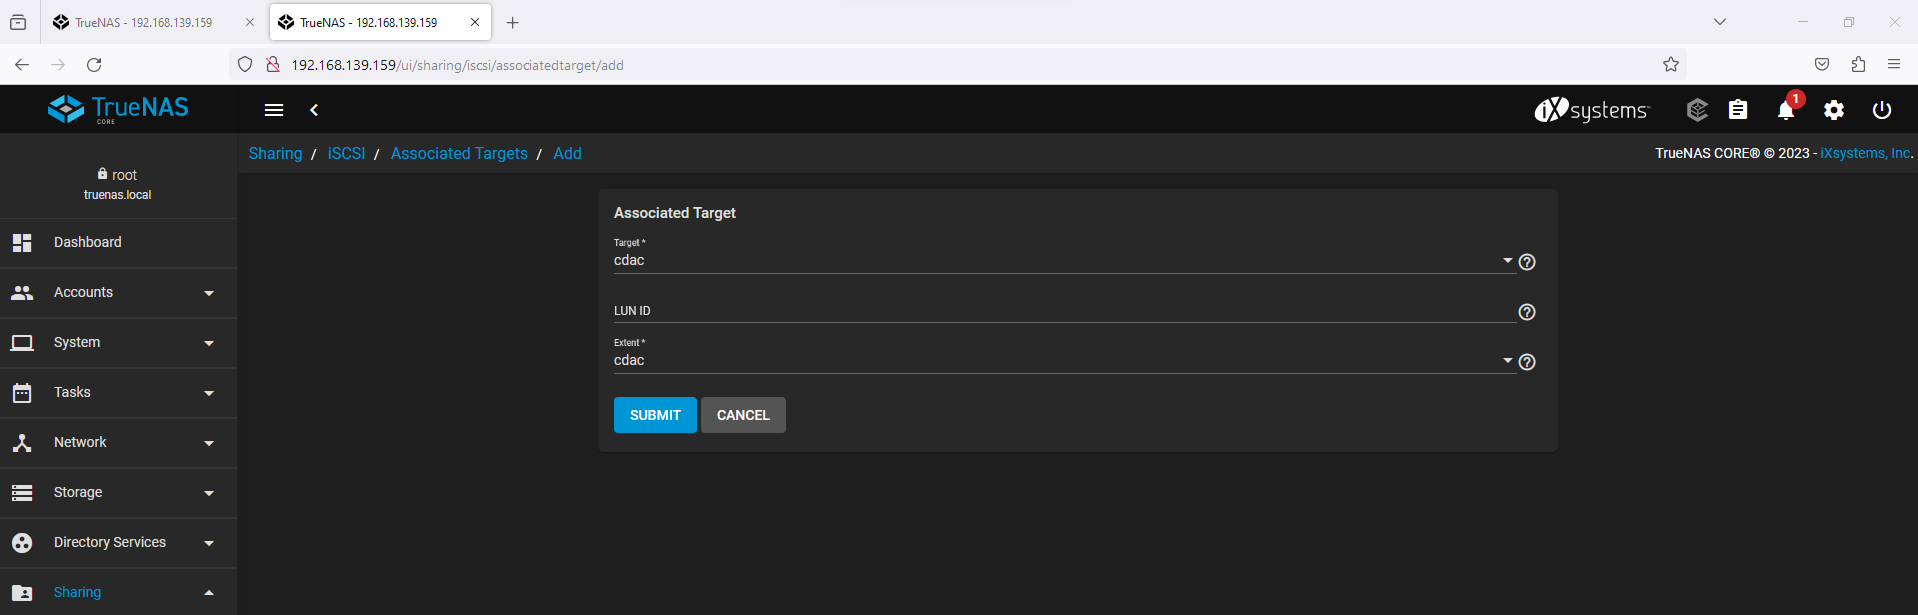 TrueNAS - 192.168.139.159
TrueNAS - 192.168.139.159
192.168.139.159/ui/sharing/iscsi/associatedtarget/add
TrueNAS
CORE
iXsystems
1
Sharing / iSCSI / Associated Targets / Add
TrueNAS CORE® © 2023 - iXsystems, Inc.
root
truenas.local
Dashboard
Accounts
System
Tasks
Network
Storage
Directory Services
Sharing
Associated Target
Target *
cdac
LUN ID
Extent *
cdac
SUBMIT CANCEL